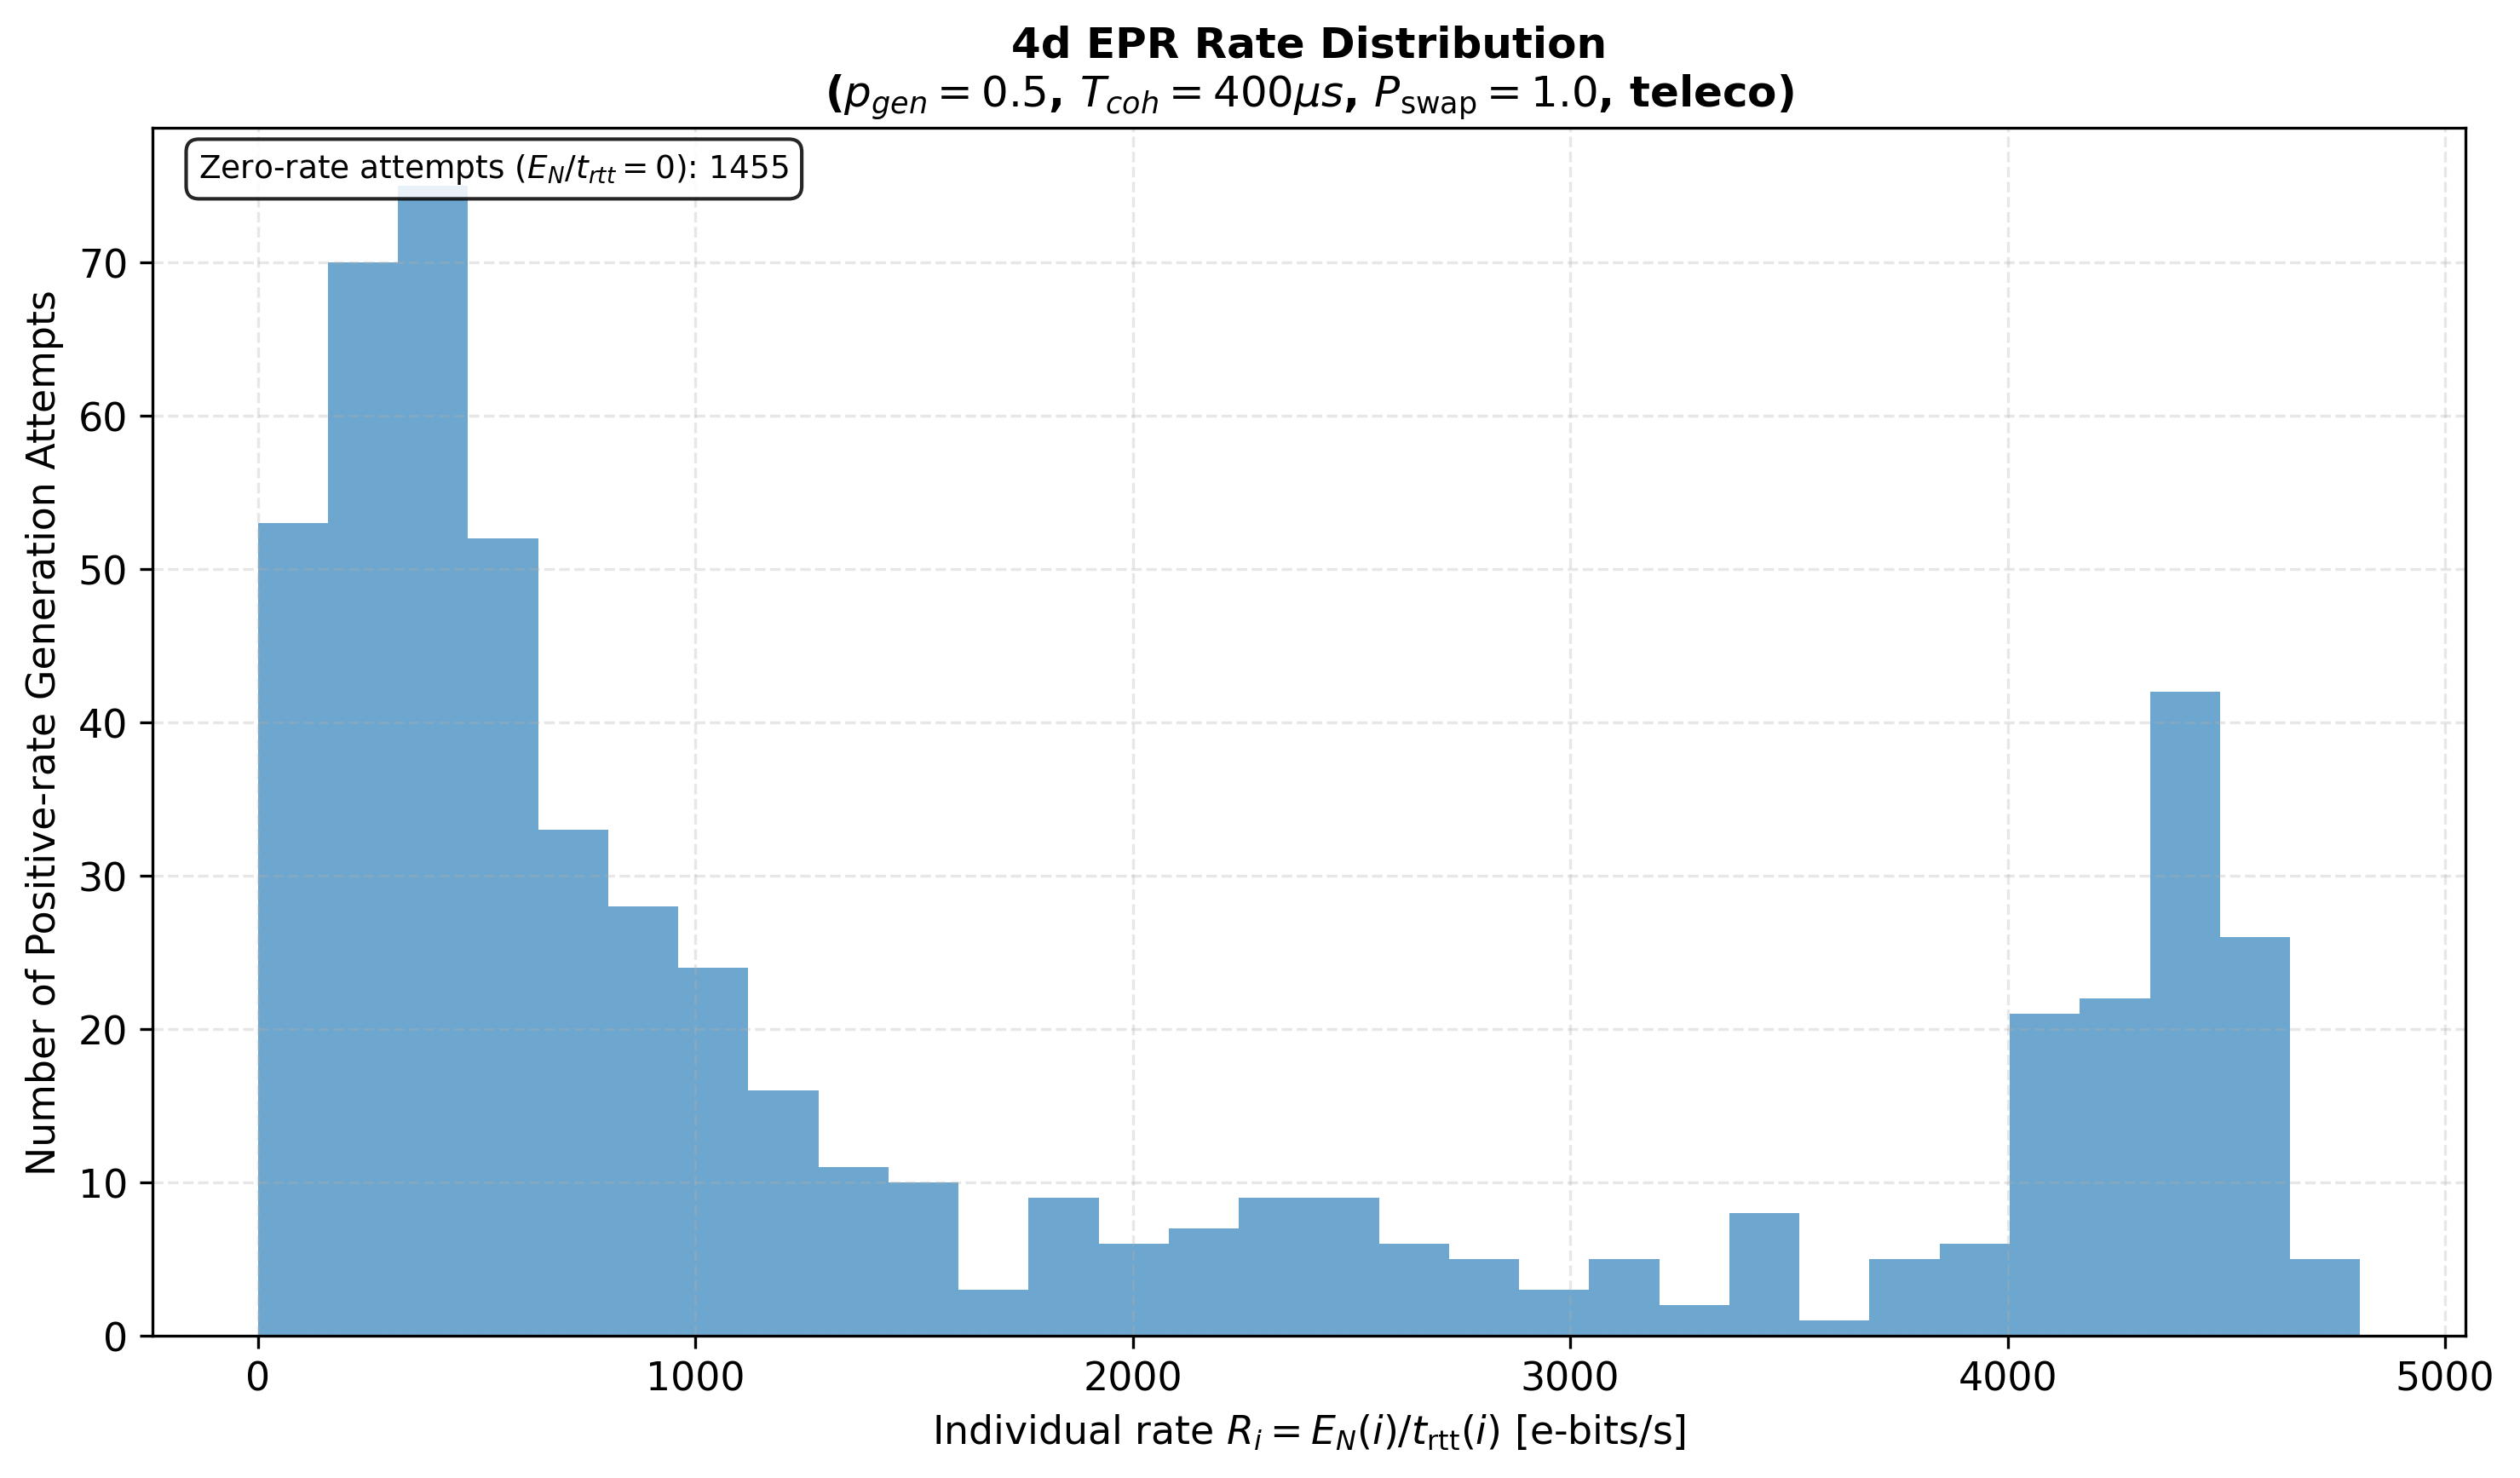 4d EPR Rate Distribution
(p_gen = 0.5, T_coh = 400μs, P_swap = 1.0, teleco)
Zero-rate attempts (E_N/t_rtt = 0): 1455
Number of Positive-rate Generation Attempts
70
60
50
40
30
20
10
0
0 1000 2000 3000 4000 5000
Individual rate R_i = E_N(i)/t_rtt(i) [e-bits/s]